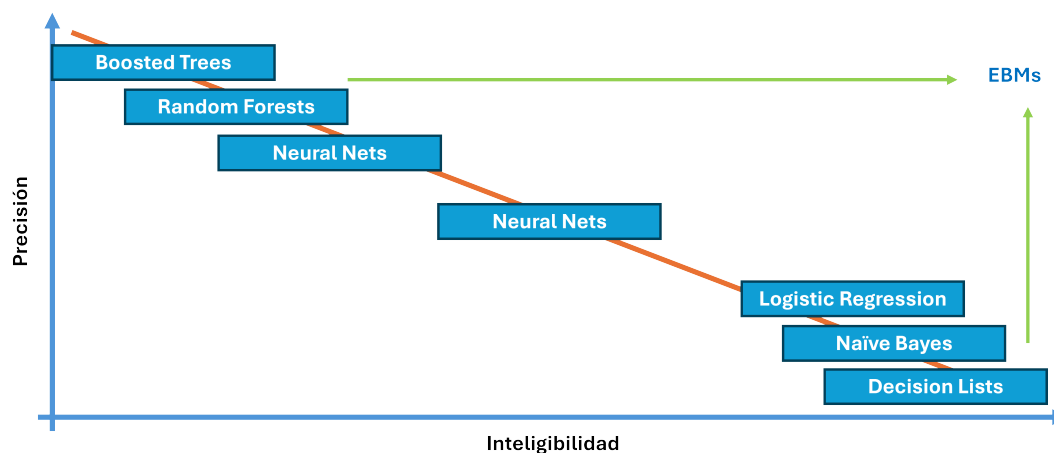 Boosted Trees
EBMs
Random Forests
Neural Nets
Precisión
Neural Nets
Logistic Regression
Naïve Bayes
Decision Lists
Inteligibilidad